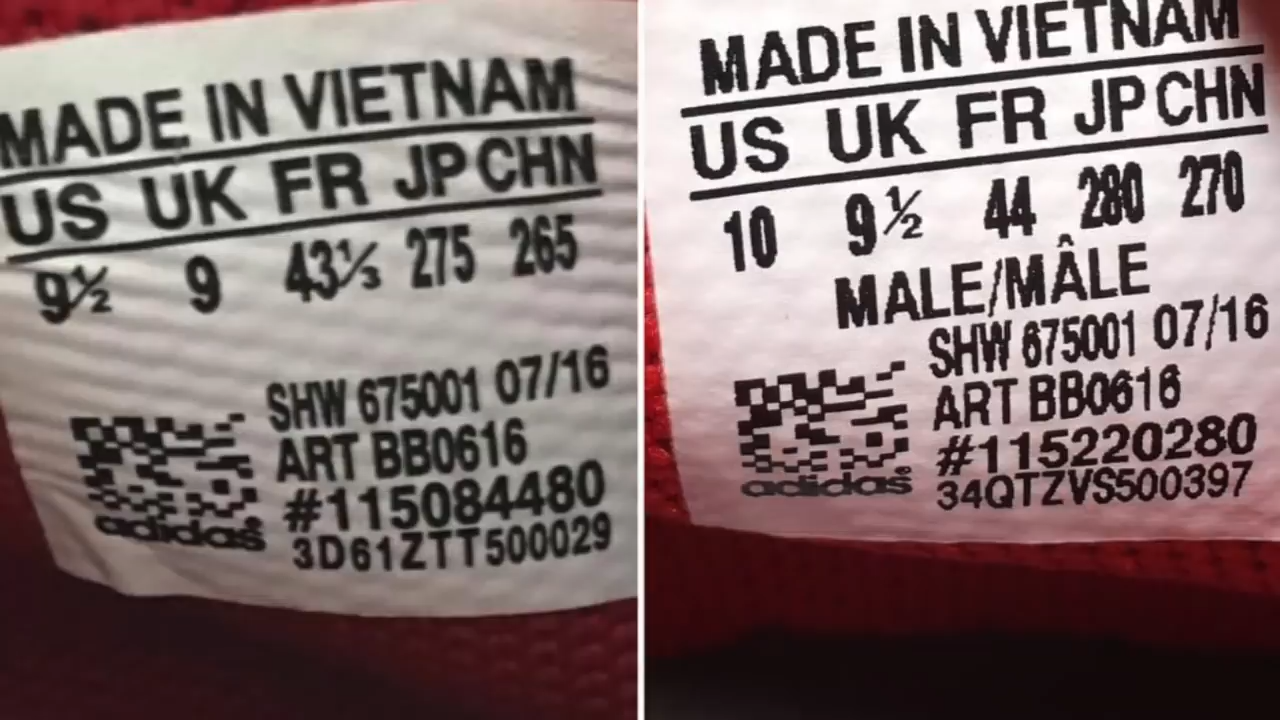 MADE IN VIETNAM
US UK FR JP CHN
9½ 9 43⅓ 275 265
SHW 675001 07/16
ART BB0616
#115084480
3D61ZTT500029
adidas
MADE IN VIETNAM
US UK FR JP CHN
10 9½ 44 280 270
MALE/MÂLE
SHW 675001 07/16
ART BB0616
#115220280
34QTZVS500397
adidas